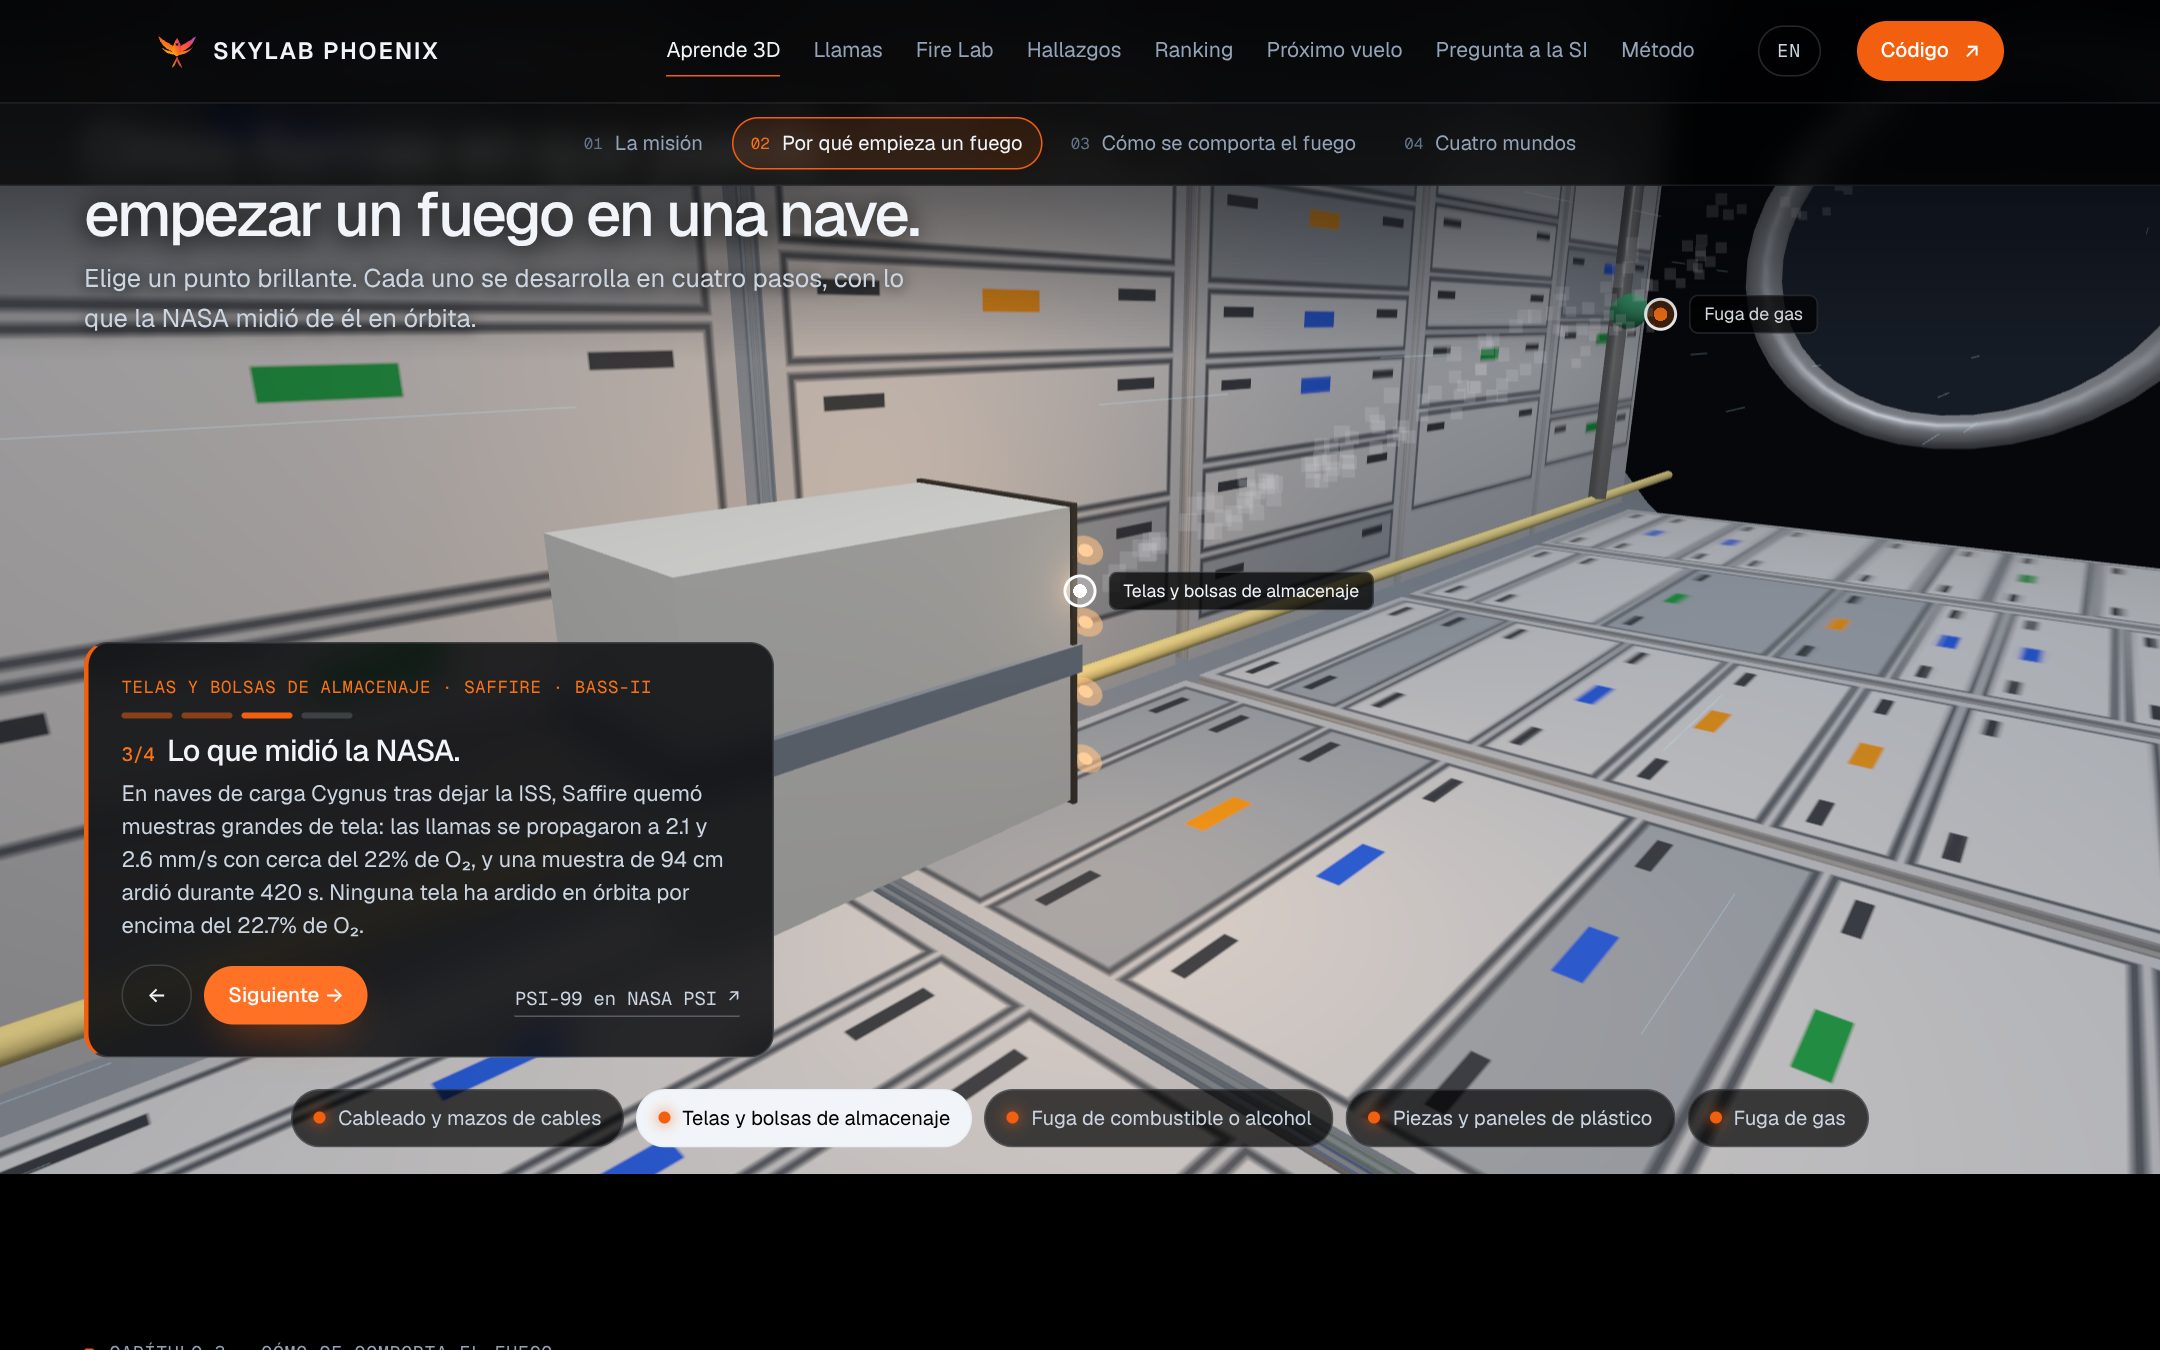 SKYLAB PHOENIX
Aprende 3D Llamas Fire Lab Hallazgos Ranking Próximo vuelo Pregunta a la SI Método EN Código ↗
01 La misión 02 Por qué empieza un fuego 03 Cómo se comporta el fuego 04 Cuatro mundos
empezar un fuego en una nave.
Elige un punto brillante. Cada uno se desarrolla en cuatro pasos, con lo
que la NASA midió de él en órbita.
Fuga de gas
Telas y bolsas de almacenaje
TELAS Y BOLSAS DE ALMACENAJE · SAFFIRE · BASS-II
3/4 Lo que midió la NASA.
En naves de carga Cygnus tras dejar la ISS, Saffire quemó
muestras grandes de tela: las llamas se propagaron a 2.1 y
2.6 mm/s con cerca del 22% de O₂, y una muestra de 94 cm
ardió durante 420 s. Ninguna tela ha ardido en órbita por
encima del 22.7% de O₂.
← Siguiente → PSI-99 en NASA PSI ↗
Cableado y mazos de cables Telas y bolsas de almacenaje Fuga de combustible o alcohol Piezas y paneles de plástico Fuga de gas